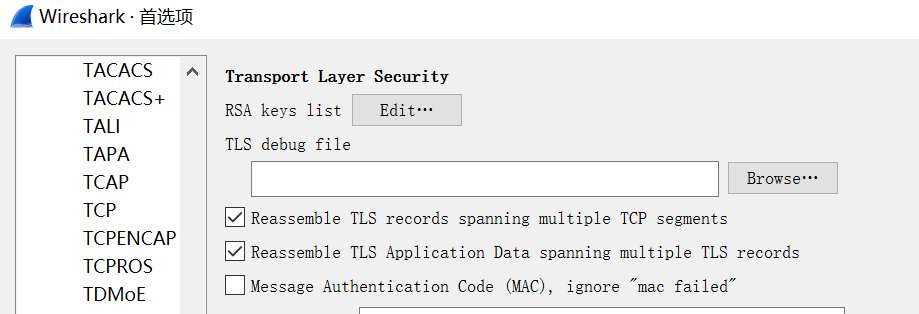 Wireshark · 首选项
TACACS
TACACS+
TALI
TAPA
TCAP
TCP
TCPENCAP
TCPROS
TDMoE
Transport Layer Security
RSA keys list Edit…
TLS debug file
Browse…
Reassemble TLS records spanning multiple TCP segments
Reassemble TLS Application Data spanning multiple TLS records
Message Authentication Code (MAC), ignore "mac failed"